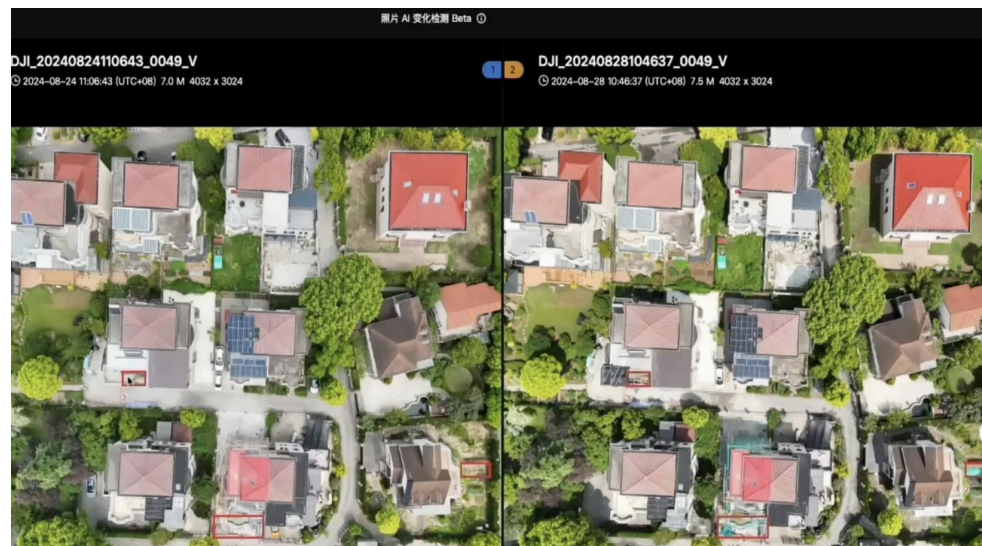 照片 AI 变化检测 Beta
DJI_20240824110643_0049_V
2024-08-24 11:06:43 (UTC+08) 7.0 M 4032 x 3024
1 2
DJI_20240828104637_0049_V
2024-08-28 10:46:37 (UTC+08) 7.5 M 4032 x 3024
3